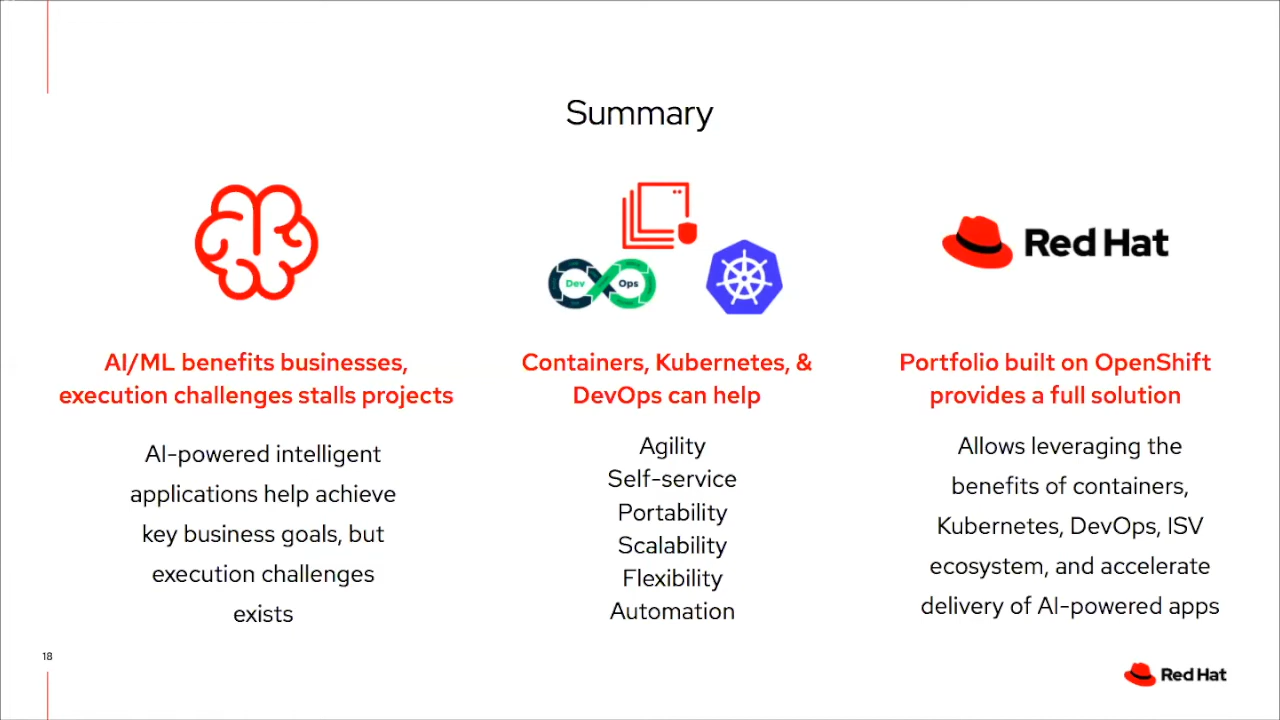 Summary
Dev Ops
Red Hat
AI/ML benefits businesses,
execution challenges stalls projects
AI-powered intelligent
applications help achieve
key business goals, but
execution challenges
exists
Containers, Kubernetes, &
DevOps can help
Agility
Self-service
Portability
Scalability
Flexibility
Automation
Portfolio built on OpenShift
provides a full solution
Allows leveraging the
benefits of containers,
Kubernetes, DevOps, ISV
ecosystem, and accelerate
delivery of AI-powered apps
18
Red Hat